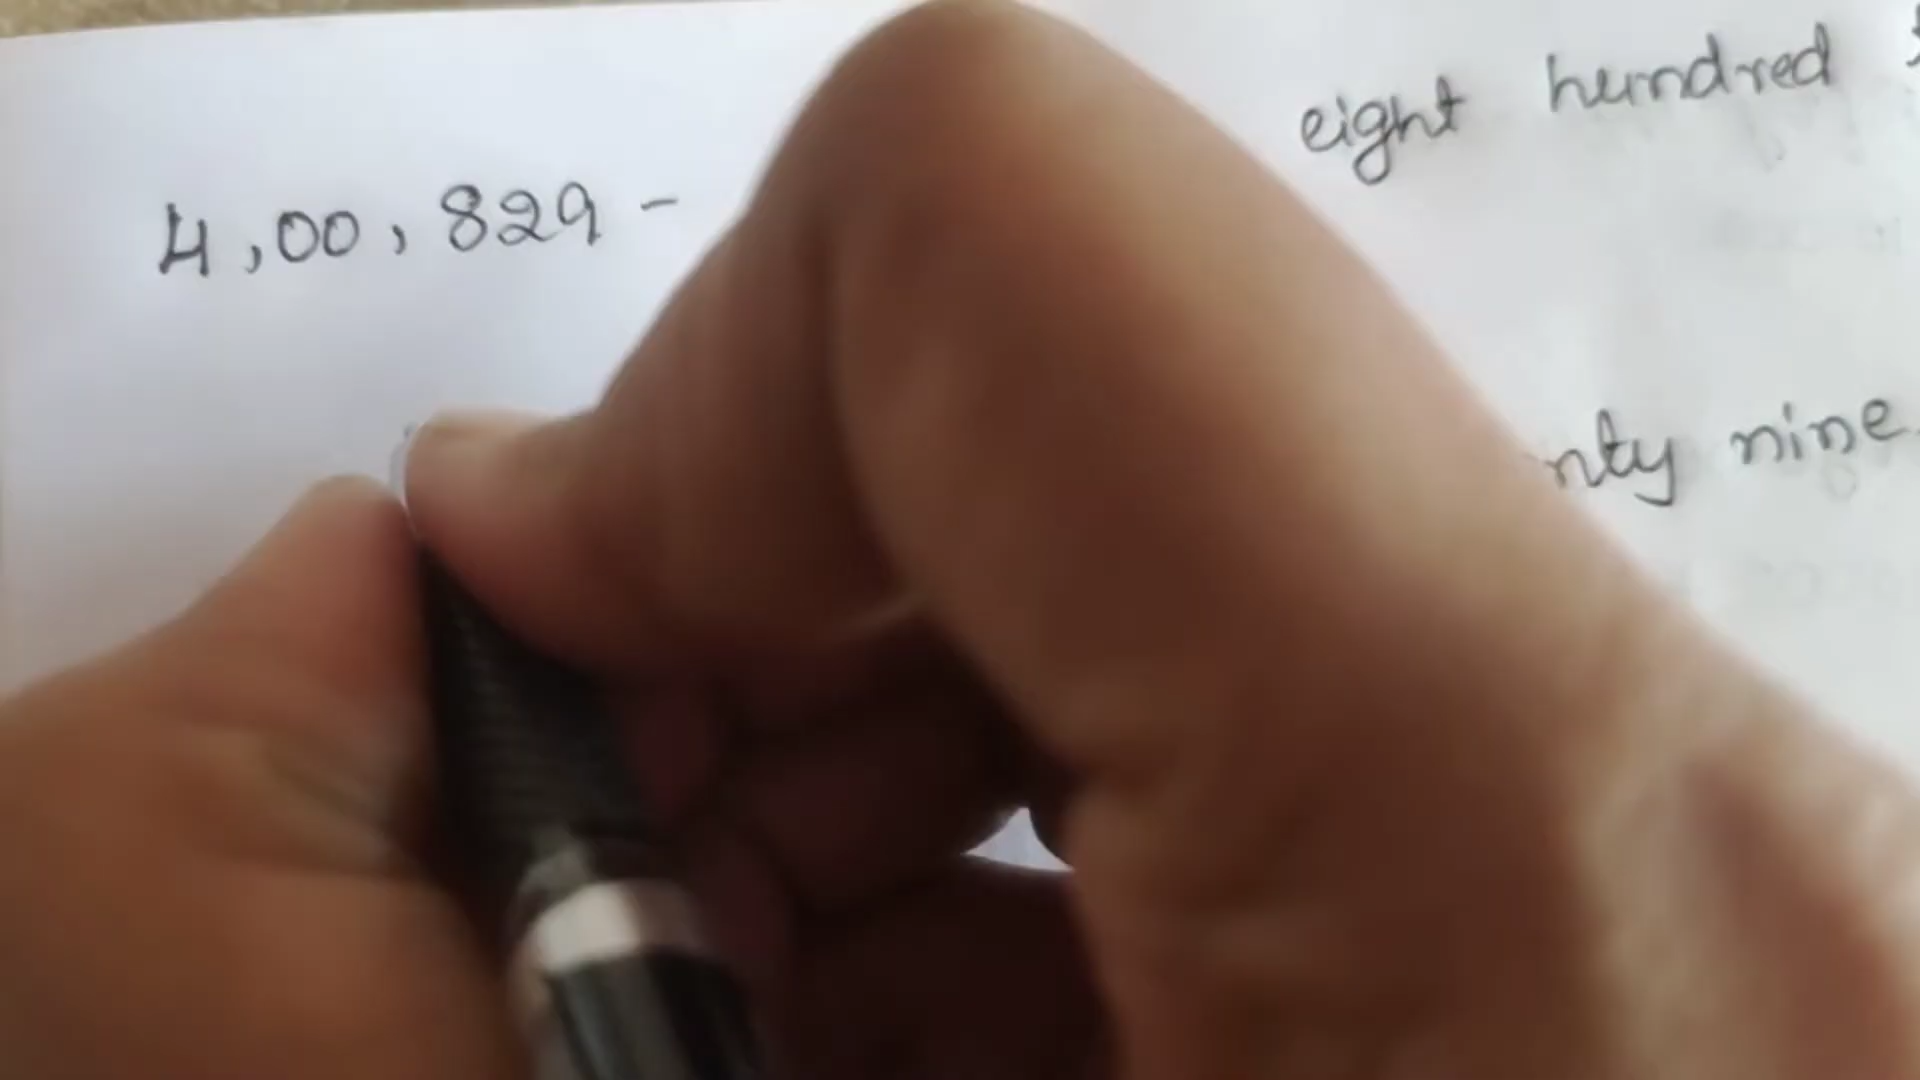 eight hundred
4,00,829 -
nty nine.